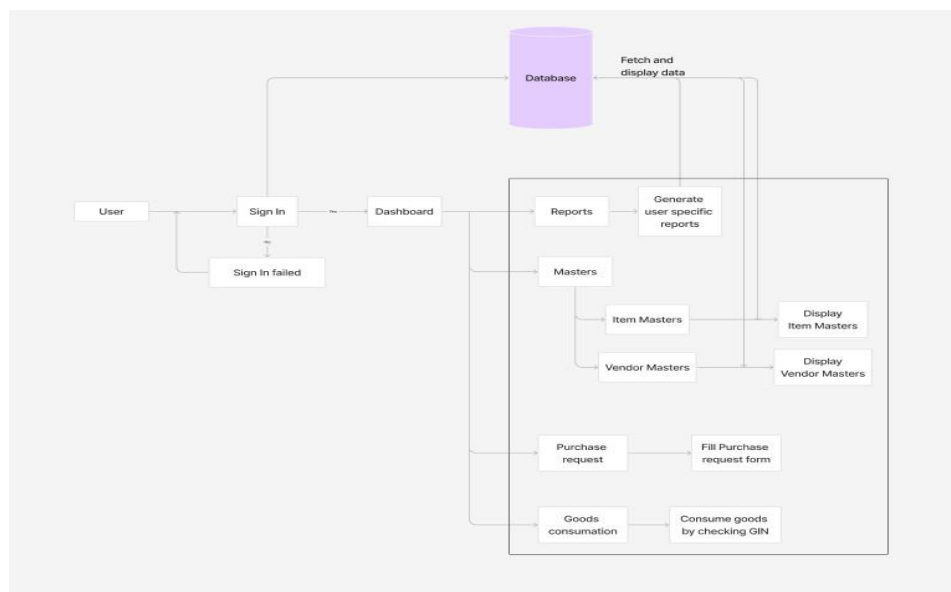 Fetch and
display data
Database
User
Sign In
Yes
Dashboard
Reports
Generate
user specific
reports
Sign In failed
Masters
Item Masters
Display
Item Masters
Vendor Masters
Display
Vendor Masters
Purchase
request
Fill Purchase
request form
Goods
consumation
Consume goods
by checking GIN